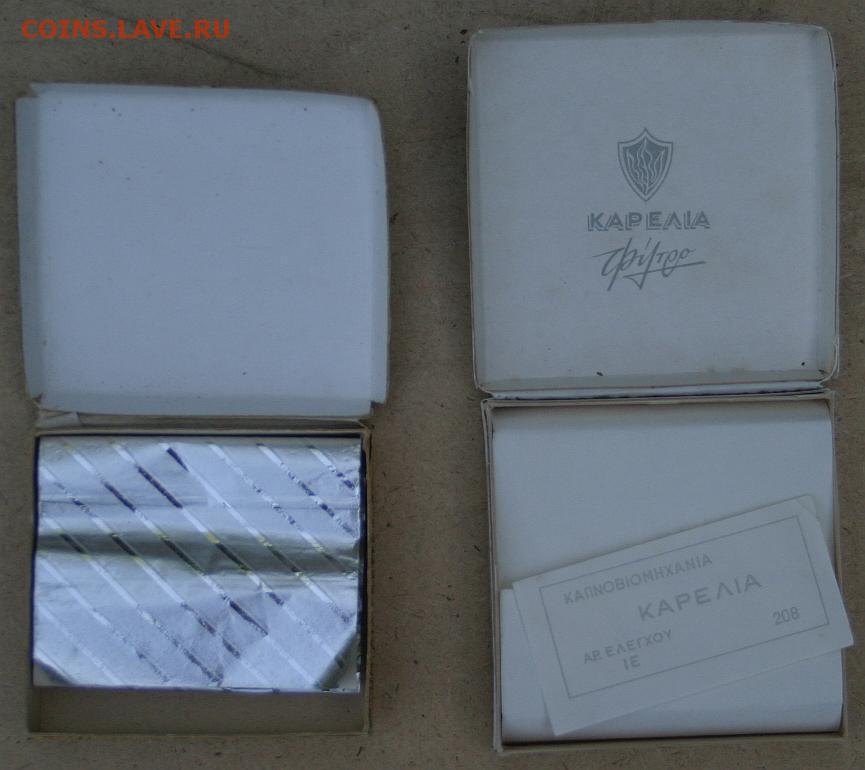 COINS.LAVE.RU
ΚΑΡΕΛΙΑ
φίλτρο
ΚΑΠΝΟΒΙΟΜΗΧΑΝΙΑ
ΚΑΡΕΛΙΑ
ΑΡ. ΕΛΕΓΧΟΥ 208
ΙΕ